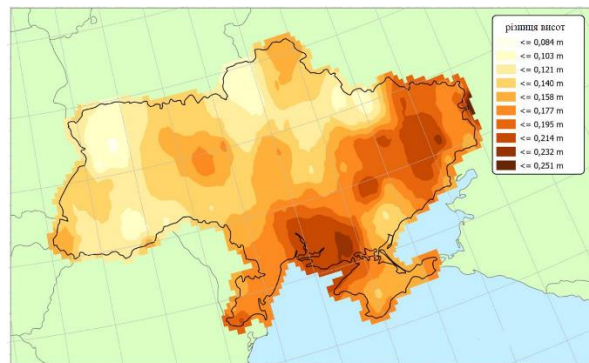 різниця висот
<= 0,084 m
<= 0,103 m
<= 0,121 m
<= 0,140 m
<= 0,158 m
<= 0,177 m
<= 0,195 m
<= 0,214 m
<= 0,232 m
<= 0,251 m